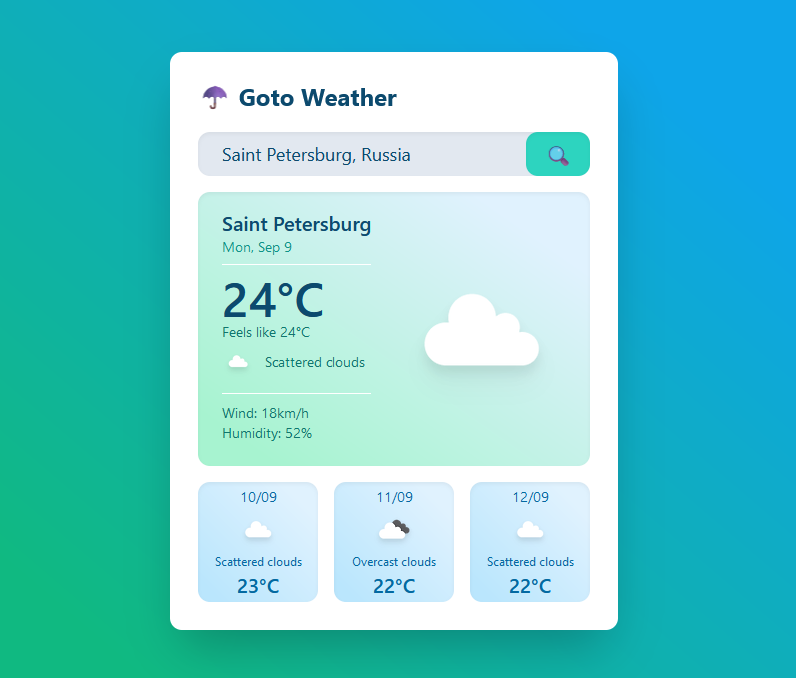 Goto Weather
Saint Petersburg, Russia
Saint Petersburg
Mon, Sep 9
24°C
Feels like 24°C
Scattered clouds
Wind: 18km/h
Humidity: 52%
10/09
Scattered clouds
23°C
11/09
Overcast clouds
22°C
12/09
Scattered clouds
22°C